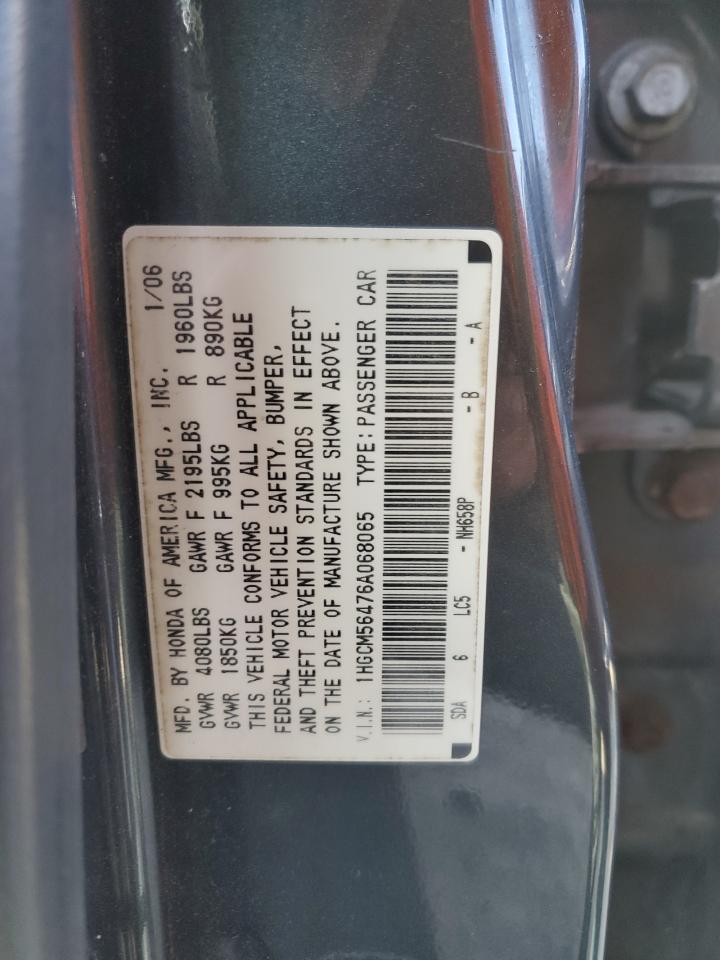 MFD. BY HONDA OF AMERICA MFG., INC. 1/06
GVWR 4080LBS GAWR F 2195LBS R 1960LBS
GVWR 1850KG GAWR F 995KG R 890KG
THIS VEHICLE CONFORMS TO ALL APPLICABLE
FEDERAL MOTOR VEHICLE SAFETY, BUMPER,
AND THEFT PREVENTION STANDARDS IN EFFECT
ON THE DATE OF MANUFACTURE SHOWN ABOVE.
V.I.N.: 1HGCM56476A068065 TYPE: PASSENGER CAR
SDA 6 LC5 - NH658P - B - A